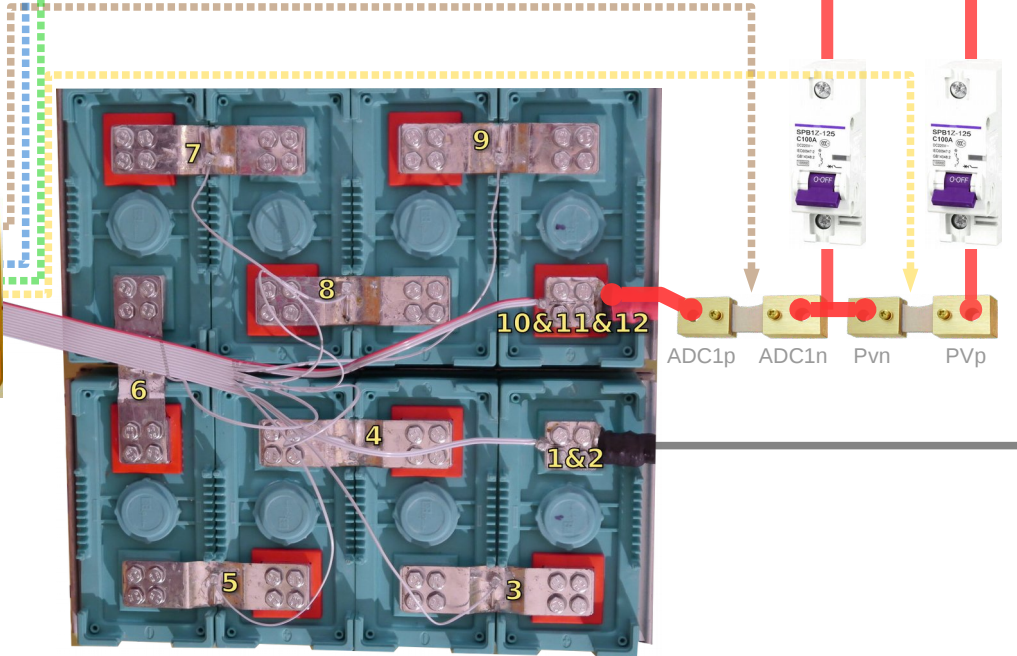 SPB1Z-125
C100A
O·OFF
SPB1Z-125
C100A
O·OFF
7
9
8
10&11&12
ADC1p
ADC1n
Pvn
PVp
6
4
1&2
5
3